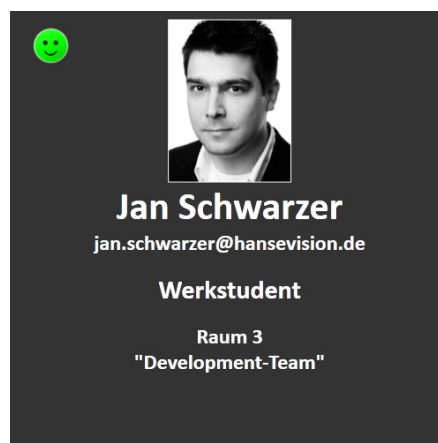 Jan Schwarzer
jan.schwarzer@hansevision.de
Werkstudent
Raum 3
"Development-Team"